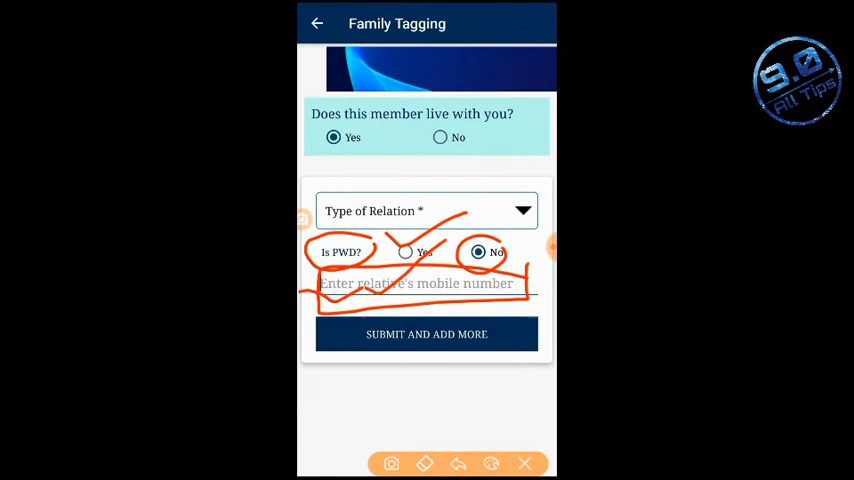 Family Tagging
9.0
All Tips
Does this member live with you?
Yes No
Type of Relation *
Is PWD? Yes No
Enter relative's mobile number
SUBMIT AND ADD MORE